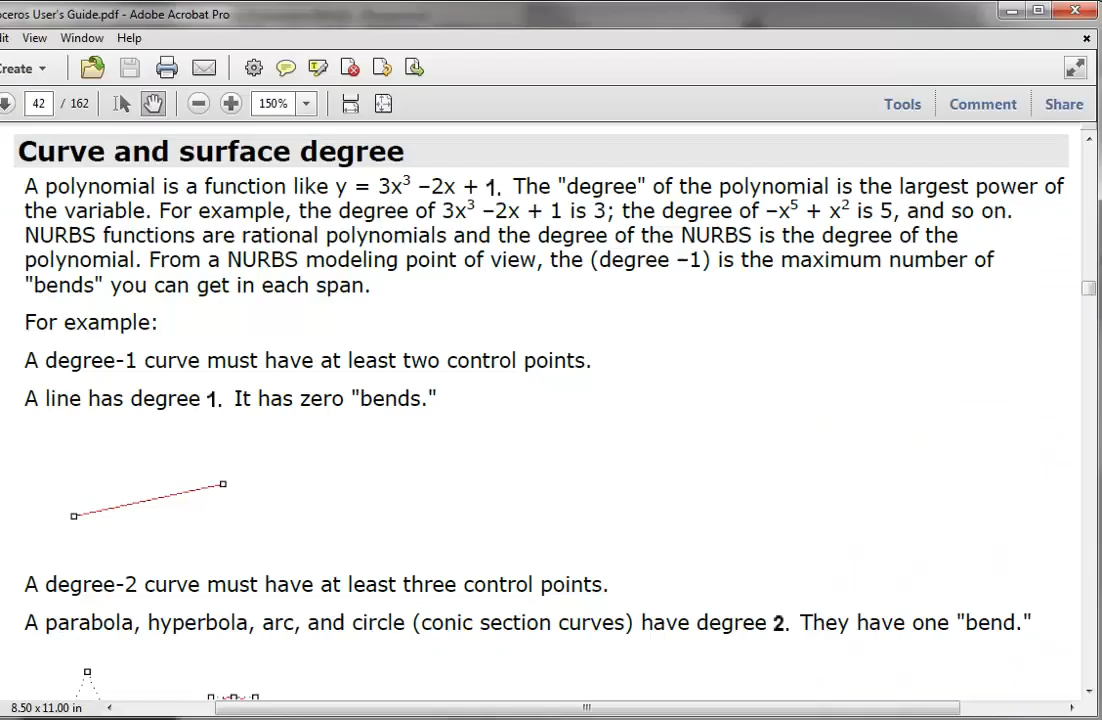 oceros User's Guide.pdf - Adobe Acrobat Pro
lit View Window Help
reate
42 / 162 150% Tools Comment Share
Curve and surface degree
A polynomial is a function like y = 3x³ –2x + 1. The "degree" of the polynomial is the largest power of
the variable. For example, the degree of 3x³ –2x + 1 is 3; the degree of –x⁵ + x² is 5, and so on.
NURBS functions are rational polynomials and the degree of the NURBS is the degree of the
polynomial. From a NURBS modeling point of view, the (degree –1) is the maximum number of
"bends" you can get in each span.
For example:
A degree-1 curve must have at least two control points.
A line has degree 1. It has zero "bends."
A degree-2 curve must have at least three control points.
A parabola, hyperbola, arc, and circle (conic section curves) have degree 2. They have one "bend."
8.50 x 11.00 in